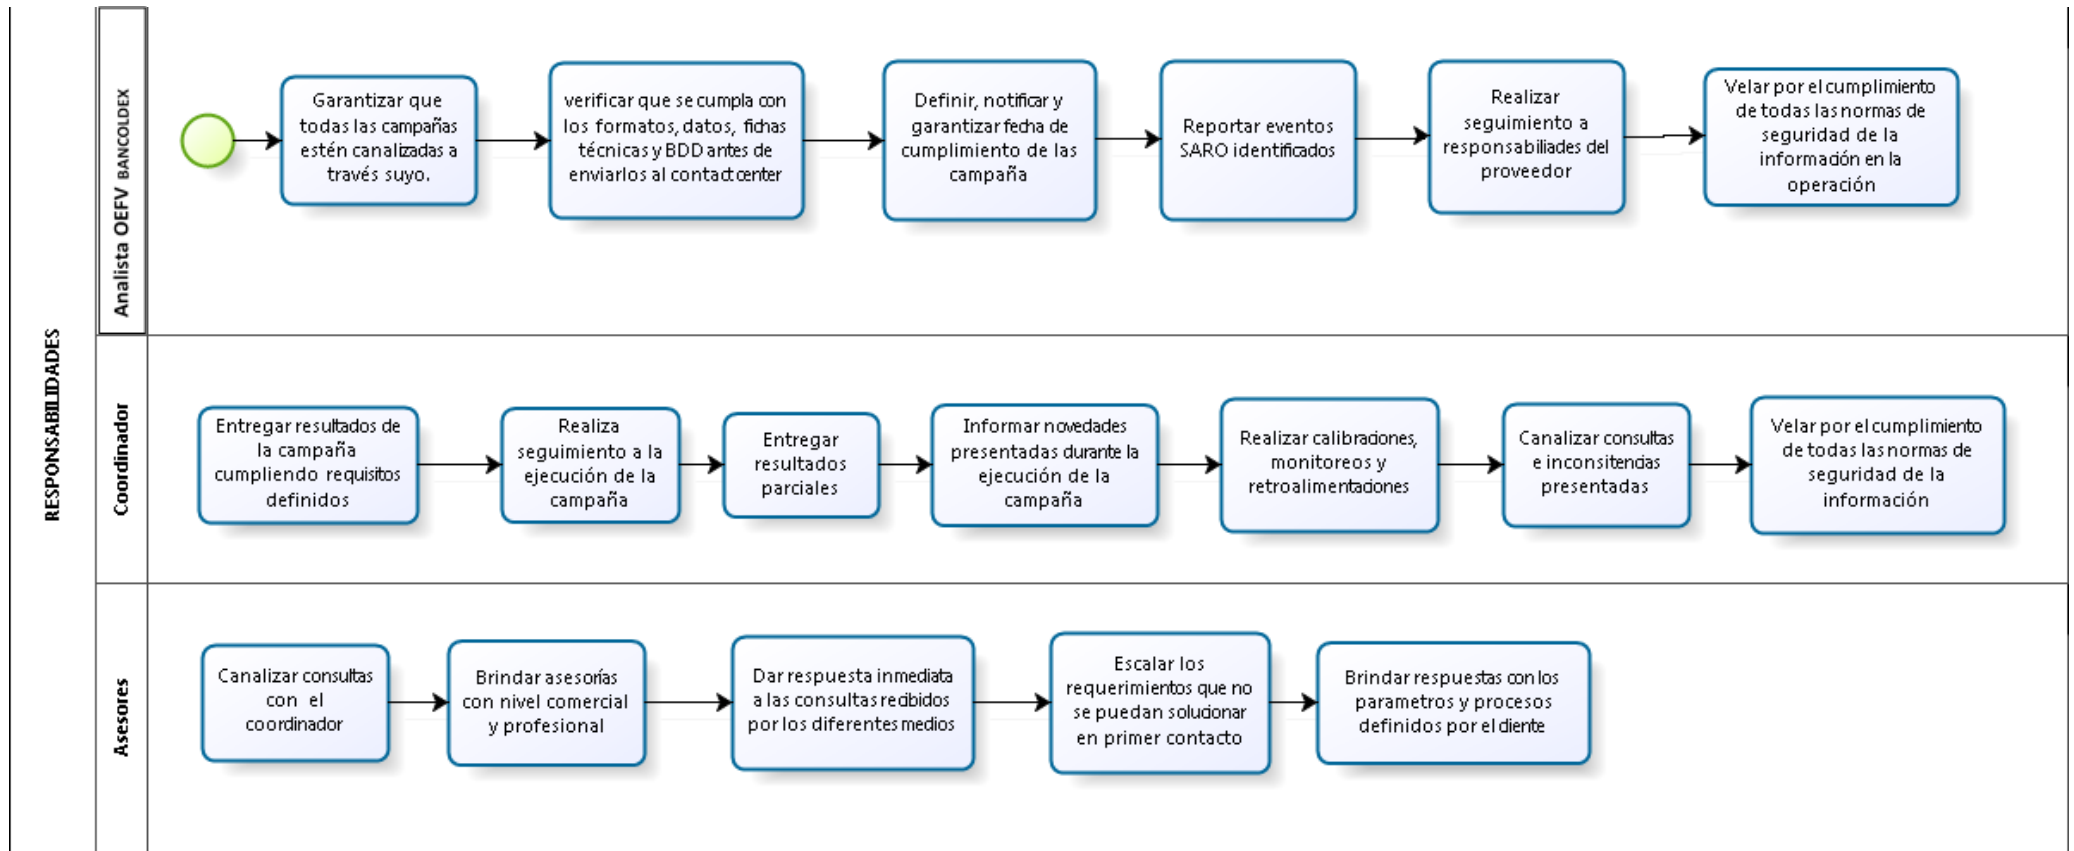 RESPONSABILIDADES
Analista OEFV BANCOLDEX
Garantizar que
todas las campañas
estén canalizadas a
través suyo.
verificar que se cumpla con
los formatos, datos, fichas
técnicas y BDD antes de
enviarlos al contact center
Definir, notificar y
garantizar fecha de
cumplimiento de las
campaña
Reportar eventos
SARO identificados
Realizar
seguimiento a
responsabiliades del
proveedor
Velar por el cumplimiento
de todas las normas de
seguridad de la
información en la
operación
Coordinador
Entregar resultados de
la campaña
cumpliendo requisitos
definidos
Realiza
seguimiento a la
ejecución de la
campaña
Entregar
resultados
parciales
Informar novedades
presentadas durante la
ejecución de la
campaña
Realizar calibraciones,
monitoreos y
retroalimentaciones
Canalizar consultas
e inconsitencias
presentadas
Velar por el cumplimiento
de todas las normas de
seguridad de la
información
Asesores
Canalizar consultas
con el
coordinador
Brindar asesorías
con nivel comercial
y profesional
Dar respuesta inmediata
a las consultas recibidos
por los diferentes medios
Escalar los
requerimientos que no
se puedan solucionar
en primer contacto
Brindar respuestas con los
parametros y procesos
definidos por el cliente